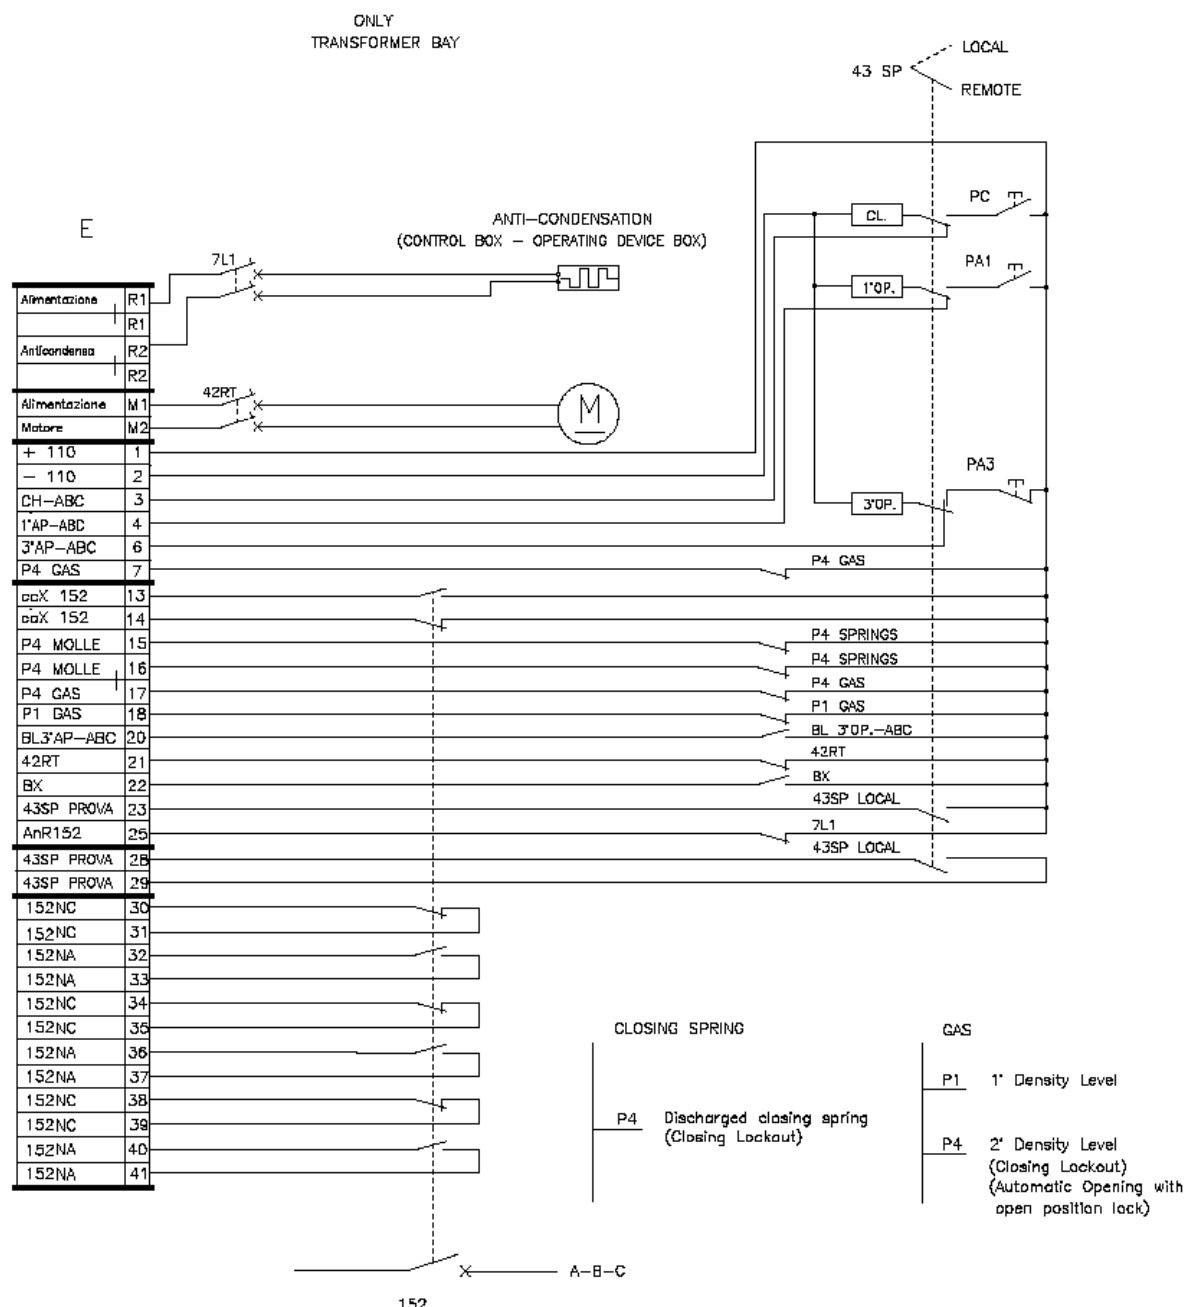 ONLY
TRANSFORMER BAY
LOCAL
43 SP
REMOTE
PC
CL.
E
ANTI-CONDENSATION
(CONTROL BOX - OPERATING DEVICE BOX)
7L1
PA1
1°OP.
Alimentazione R1
R1
Anticondensa R2
R2
42RT
M
Alimentazione M1
Motore M2
+ 110 1
- 110 2
PA3
CH-ABC 3
3°OP.
1°AP-ABC 4
3°AP-ABC 6
P4 GAS 7 P4 GAS
ccX 152 13
caX 152 14
P4 MOLLE 15 P4 SPRINGS
P4 MOLLE 16 P4 SPRINGS
P4 GAS 17 P4 GAS
P1 GAS 18 P1 GAS
BL3°AP-ABC 20 BL 3°OP.-ABC
42RT 21 42RT
BX 22 BX
43SP PROVA 23 43SP LOCAL
AnR152 25 7L1
43SP PROVA 28 43SP LOCAL
43SP PROVA 29
152NC 30
152NC 31
152NA 32
152NA 33
152NC 34
152NC 35
152NA 36
152NA 37
152NC 38
152NC 39
152NA 40
152NA 41
CLOSING SPRING
P4 Discharged closing spring
(Closing Lockout)
GAS
P1 1° Density Level
P4 2° Density Level
(Closing Lockout)
(Automatic Opening with
open position lock)
A-B-C
152